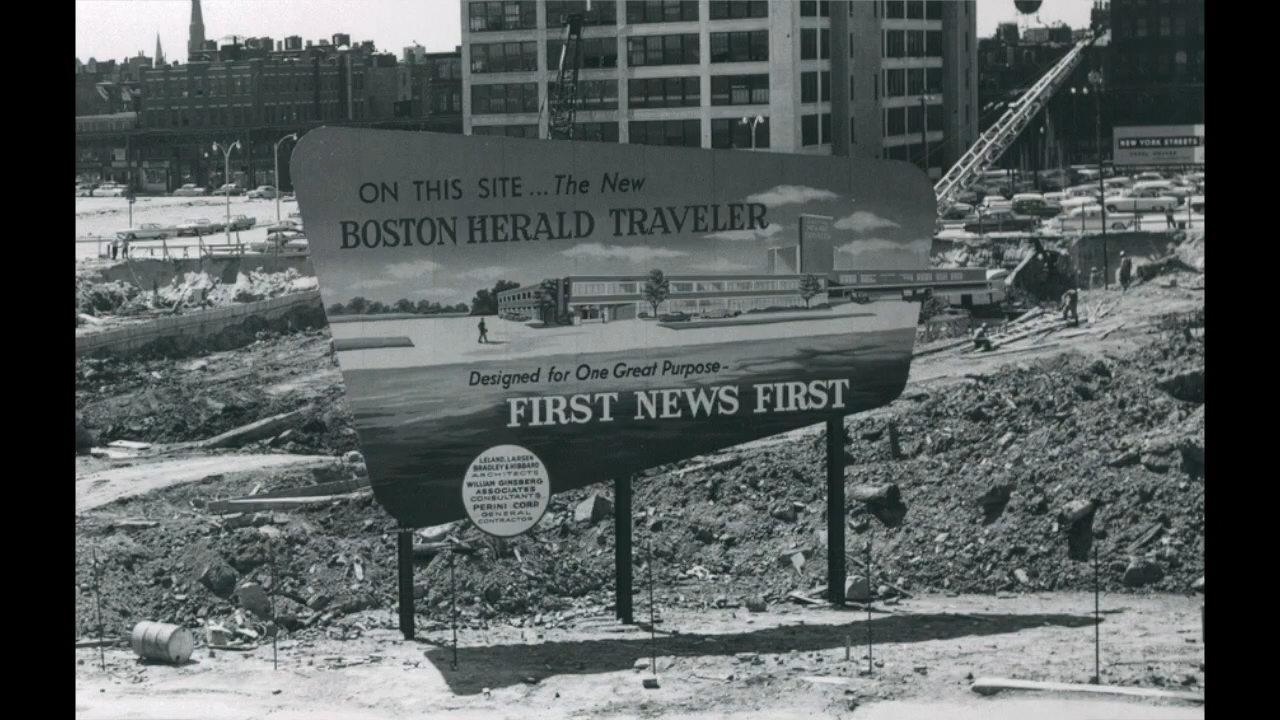 ON THIS SITE... The New
BOSTON HERALD TRAVELER
Designed for One Great Purpose-
FIRST NEWS FIRST
LELAND, LARSEN
BRADLEY & HIBBARD
ARCHITECTS
WILLIAM GINSBERG
ASSOCIATES
CONSULTANTS
PERINI CORP.
GENERAL
CONTRACTOR
NEW YORK STREETS